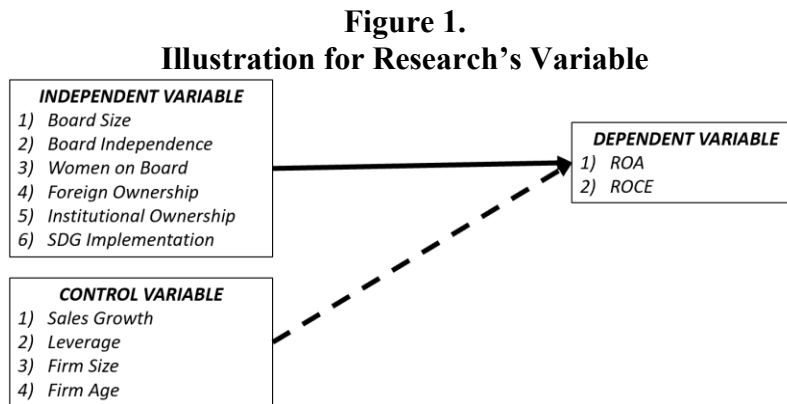 Figure 1.
Illustration for Research's Variable
INDEPENDENT VARIABLE
1) Board Size
2) Board Independence
3) Women on Board
4) Foreign Ownership
5) Institutional Ownership
6) SDG Implementation
DEPENDENT VARIABLE
1) ROA
2) ROCE
CONTROL VARIABLE
1) Sales Growth
2) Leverage
3) Firm Size
4) Firm Age